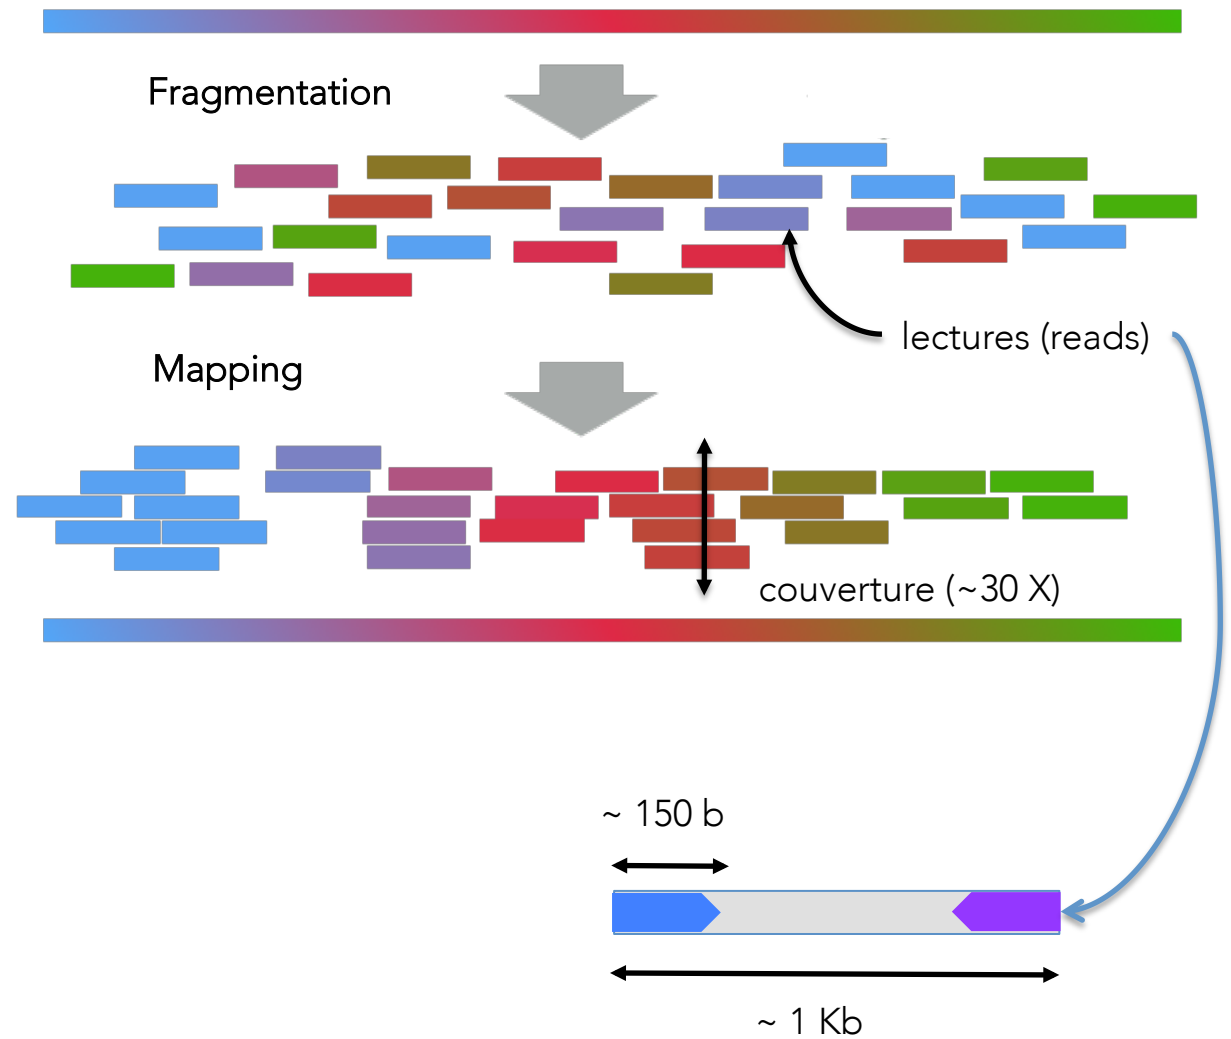 Fragmentation
lectures (reads)
Mapping
couverture (~30 X)
~ 150 b
~ 1 Kb